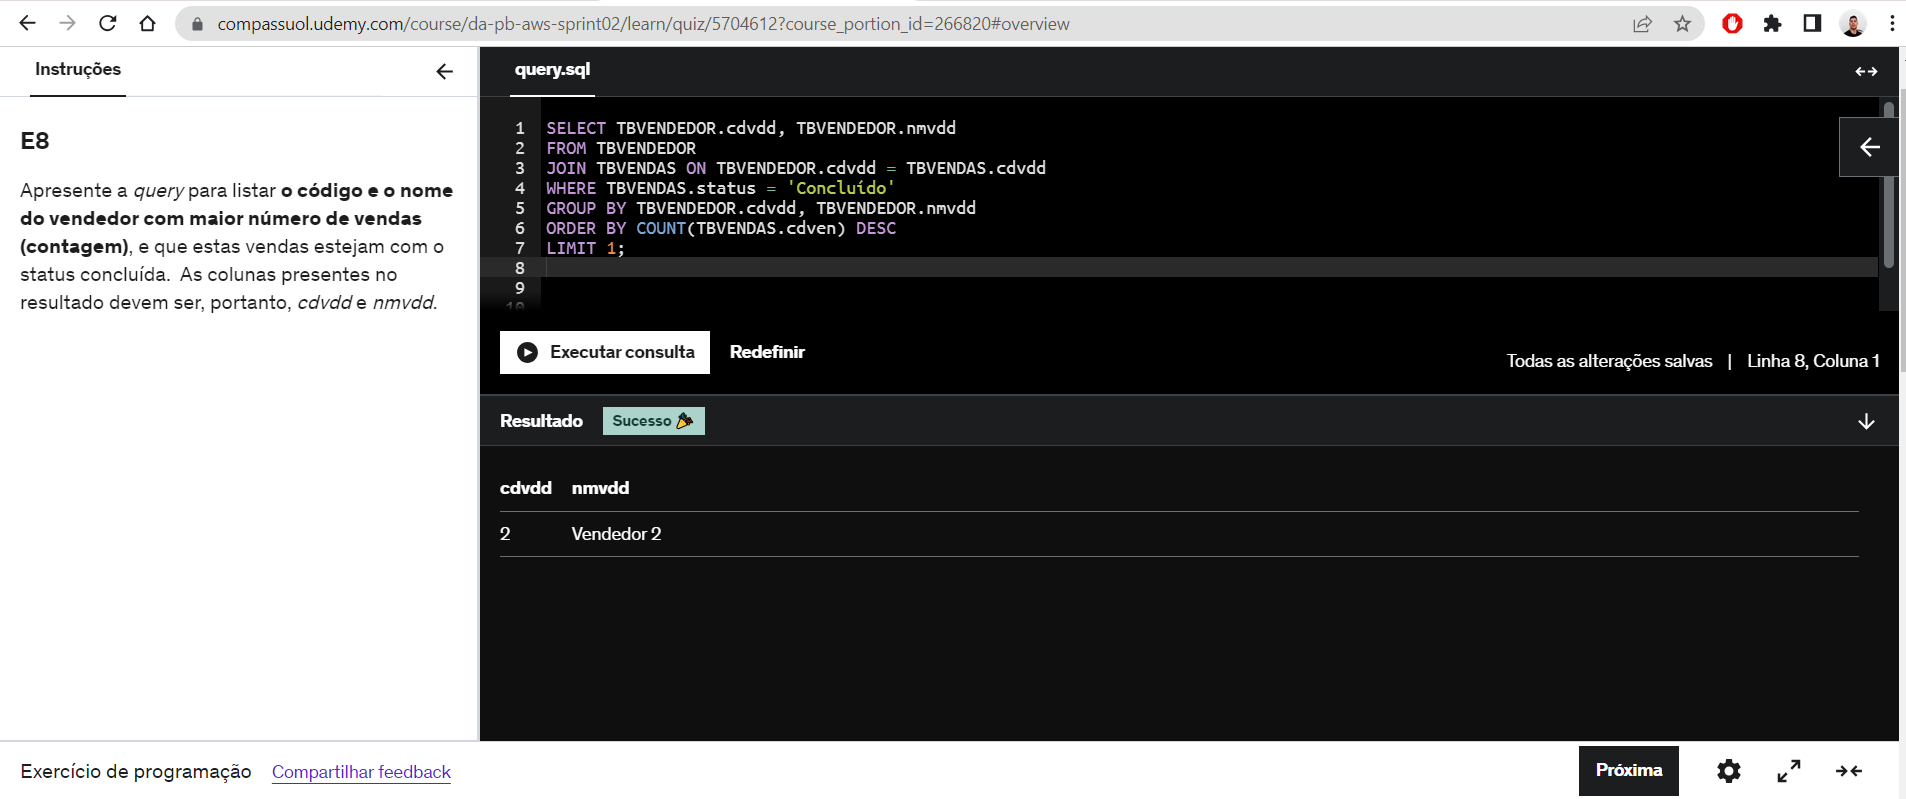 compassuol.udemy.com/course/da-pb-aws-sprint02/learn/quiz/5704612?course_portion_id=266820#overview
Instruções
query.sql
E8
Apresente a query para listar o código e o nome
do vendedor com maior número de vendas
(contagem), e que estas vendas estejam com o
status concluída. As colunas presentes no
resultado devem ser, portanto, cdvdd e nmvdd.
1 SELECT TBVENDEDOR.cdvdd, TBVENDEDOR.nmvdd
2 FROM TBVENDEDOR
3 JOIN TBVENDAS ON TBVENDEDOR.cdvdd = TBVENDAS.cdvdd
4 WHERE TBVENDAS.status = 'Concluído'
5 GROUP BY TBVENDEDOR.cdvdd, TBVENDEDOR.nmvdd
6 ORDER BY COUNT(TBVENDAS.cdven) DESC
7 LIMIT 1;
8
9
10
Executar consulta
Redefinir
Todas as alterações salvas | Linha 8, Coluna 1
Resultado
Sucesso
cdvdd nmvdd
2 Vendedor 2
Exercício de programação
Compartilhar feedback
Próxima